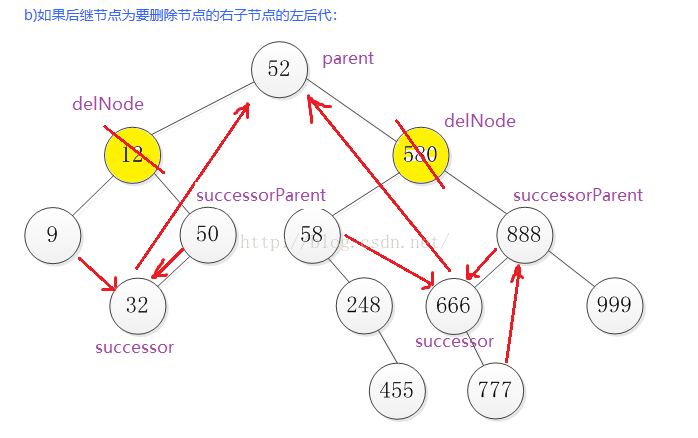 b)如果后继节点为要删除节点的右子节点的左后代：
52
parent
delNode
delNode
12
580
successorParent
successorParent
9
50
http://blog.csdn.net/
58
888
32
248
666
999
successor
successor
455
777